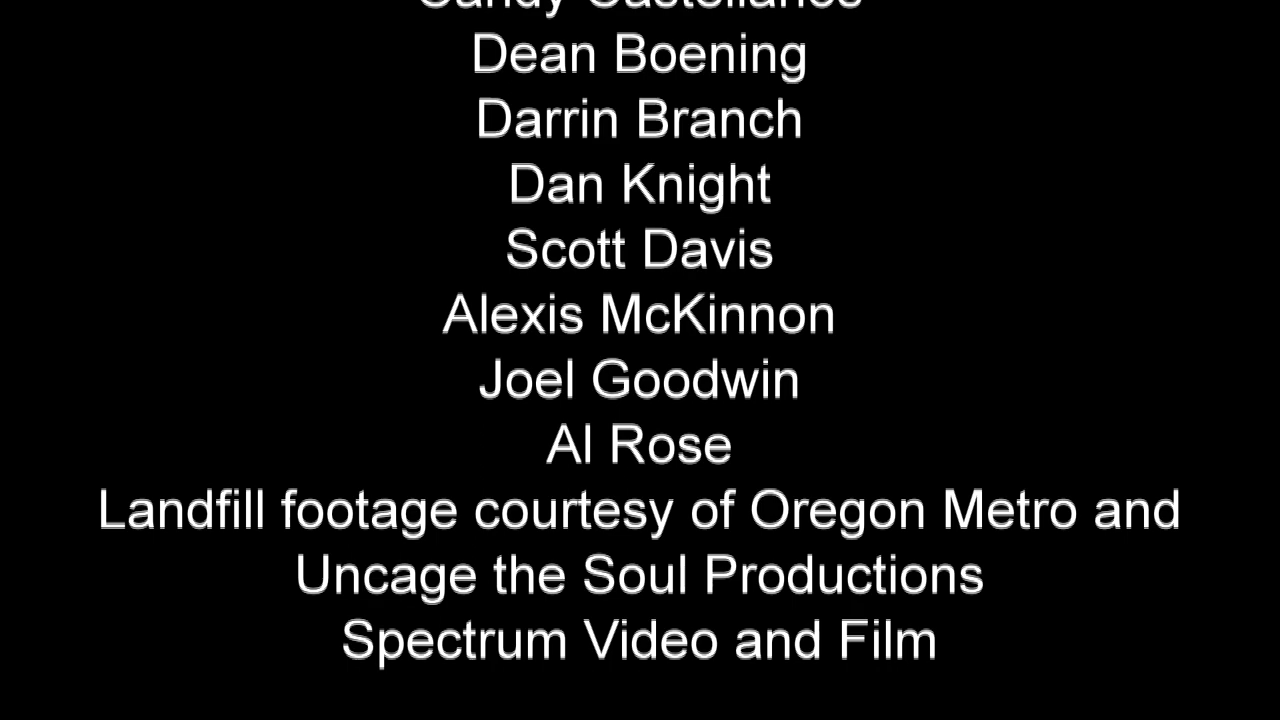 Dean Boening
Darrin Branch
Dan Knight
Scott Davis
Alexis McKinnon
Joel Goodwin
Al Rose
Landfill footage courtesy of Oregon Metro and
Uncage the Soul Productions
Spectrum Video and Film